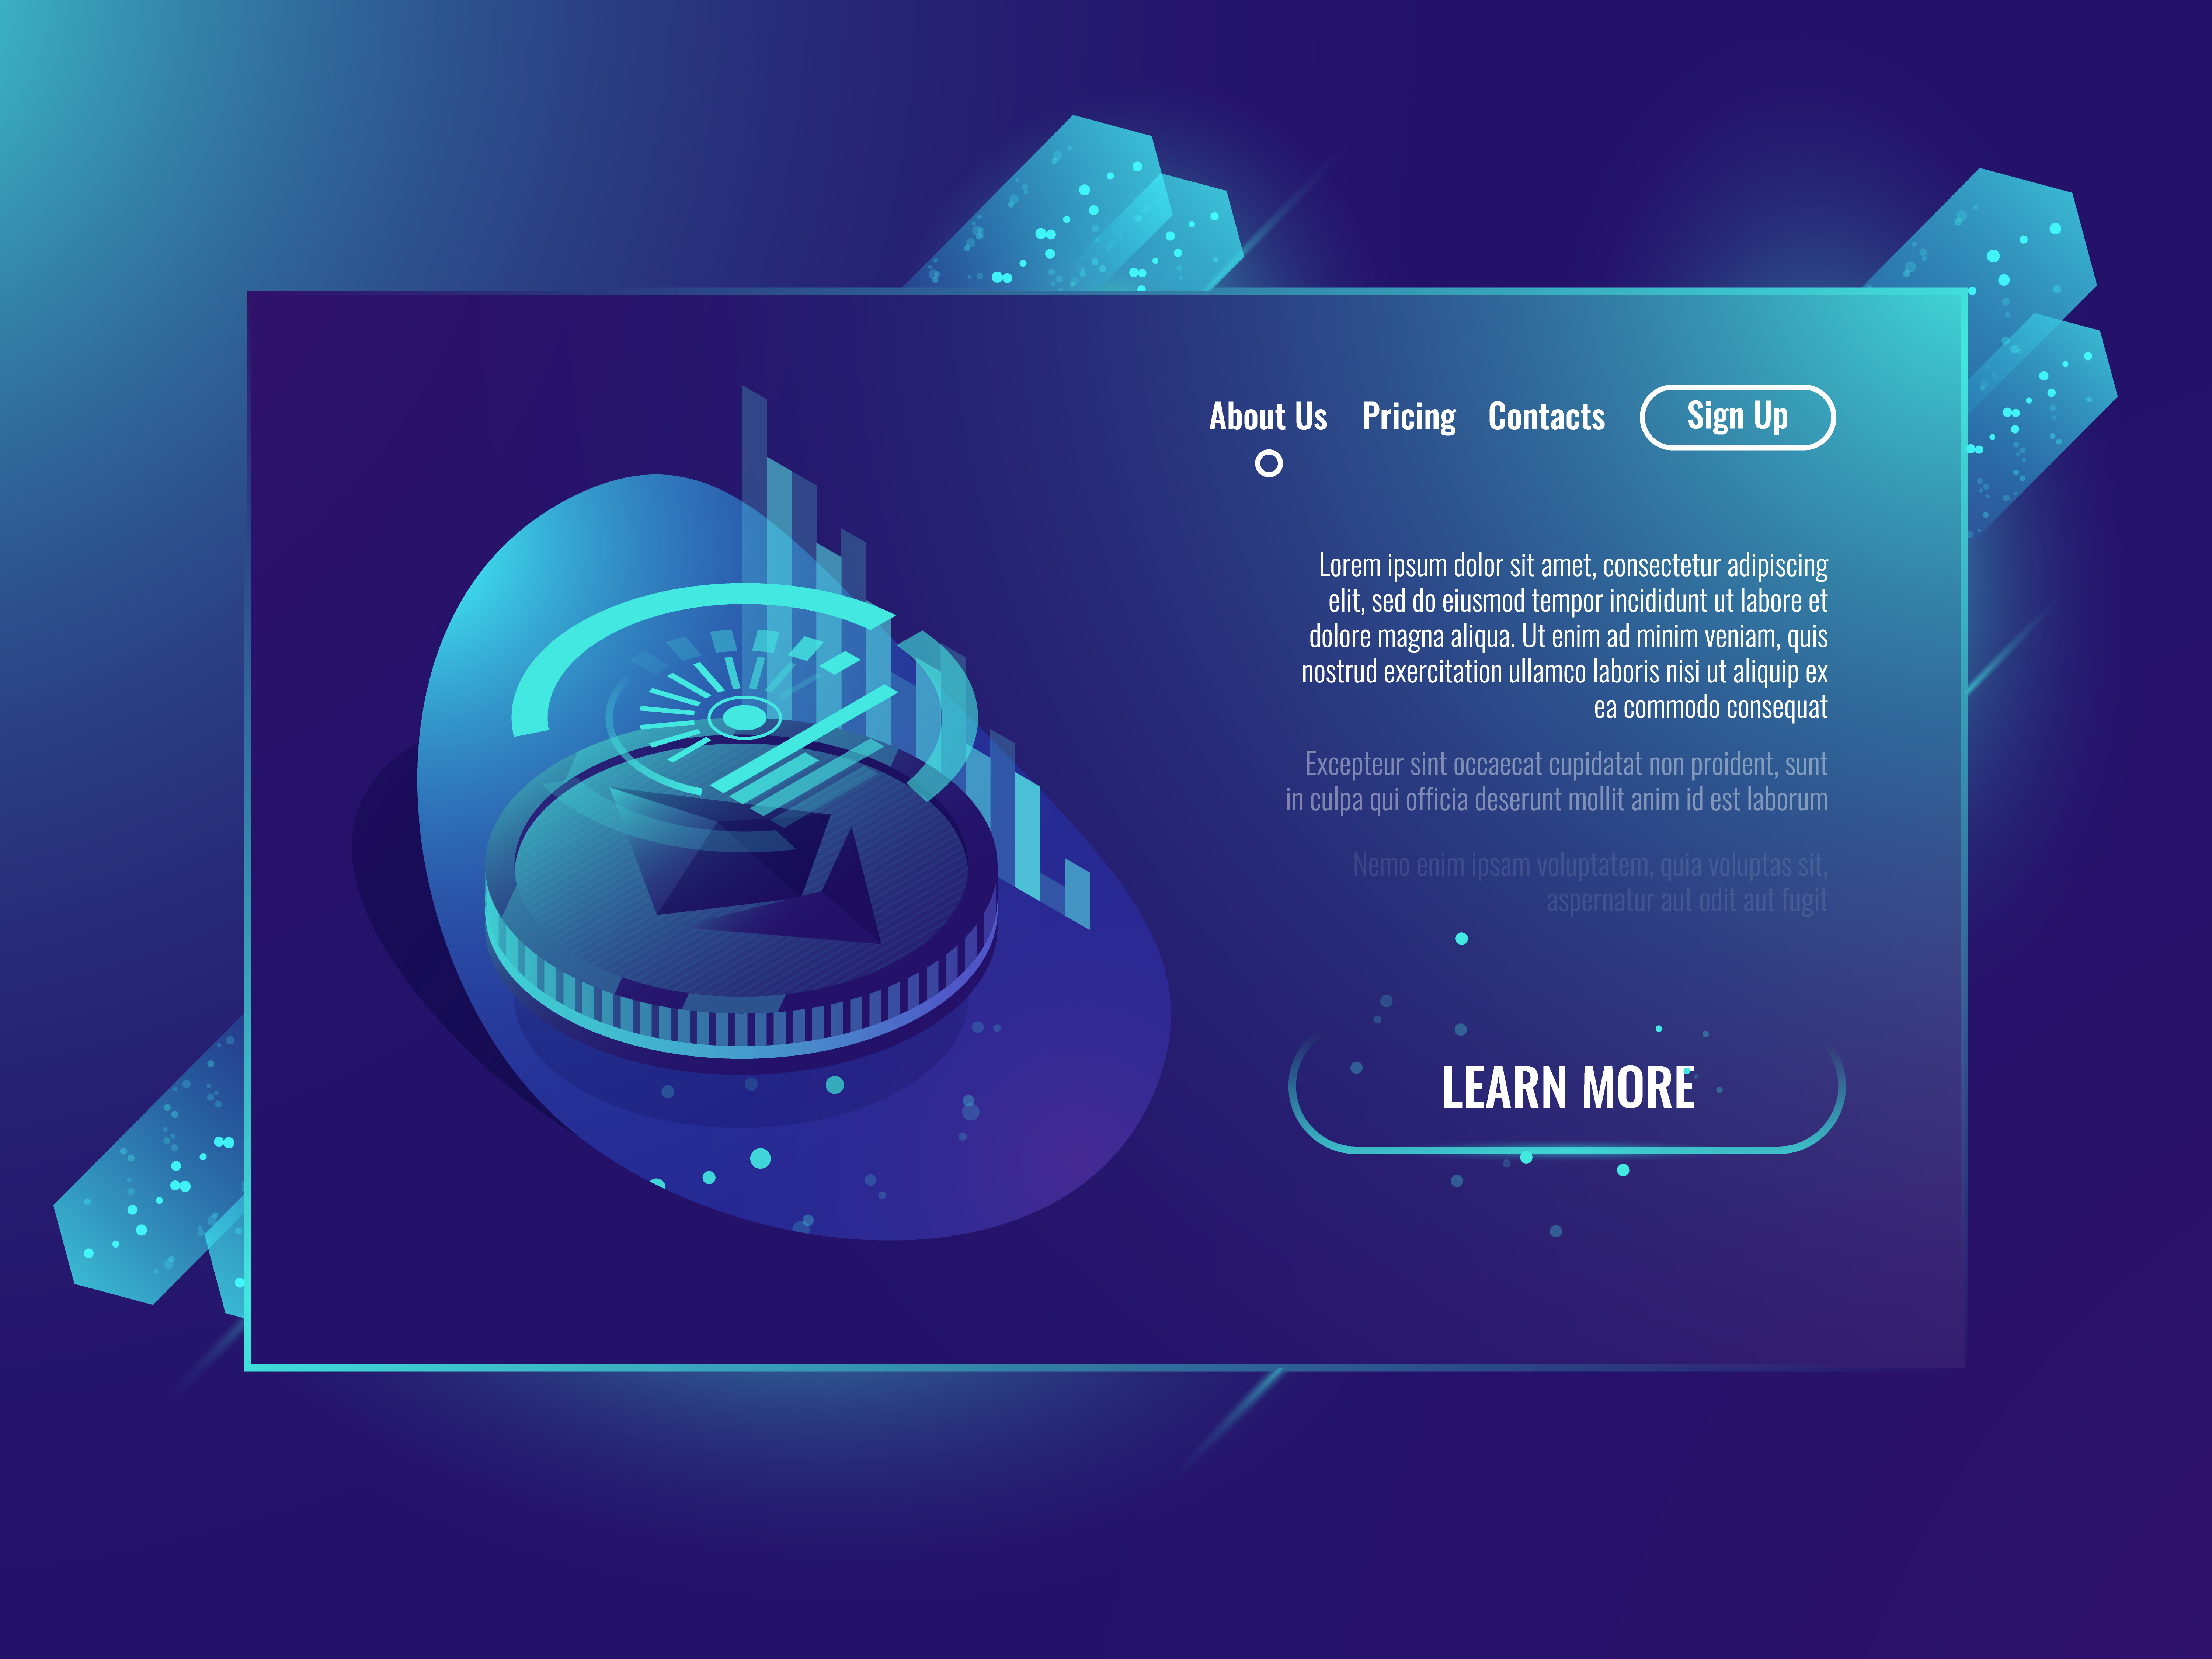 About Us Pricing Contacts Sign Up
Lorem ipsum dolor sit amet, consectetur adipiscing
elit, sed do eiusmod tempor incididunt ut labore et
dolore magna aliqua. Ut enim ad minim veniam, quis
nostrud exercitation ullamco laboris nisi ut aliquip ex
ea commodo consequat
Excepteur sint occaecat cupidatat non proident, sunt
in culpa qui officia deserunt mollit anim id est laborum
Nemo enim ipsam voluptatem, quia voluptas sit,
aspernatur aut odit aut fugit
LEARN MORE